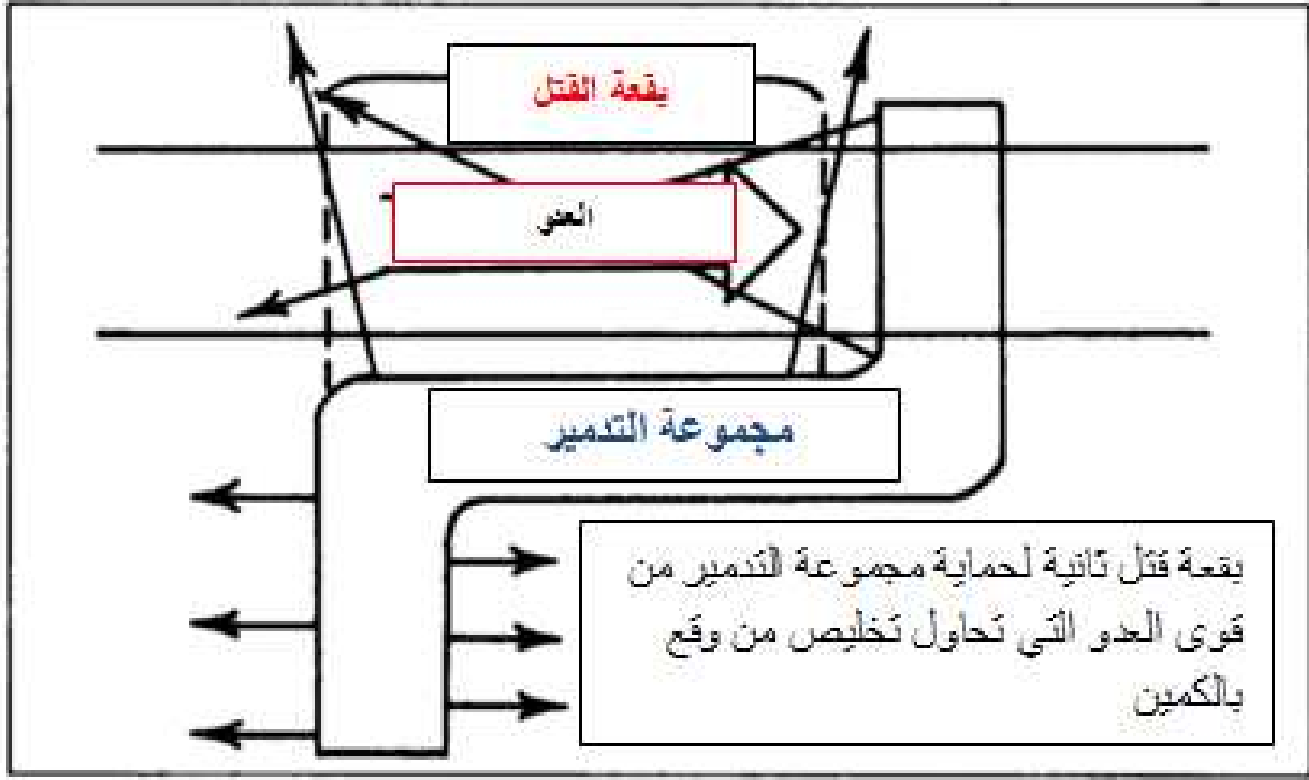 بقعة القتل
العدو
مجموعة التدمير
بقعة قتل ثانية لحماية مجموعة التدمير من
قوى العدو التي تحاول تخليص من وقع
بالكمين